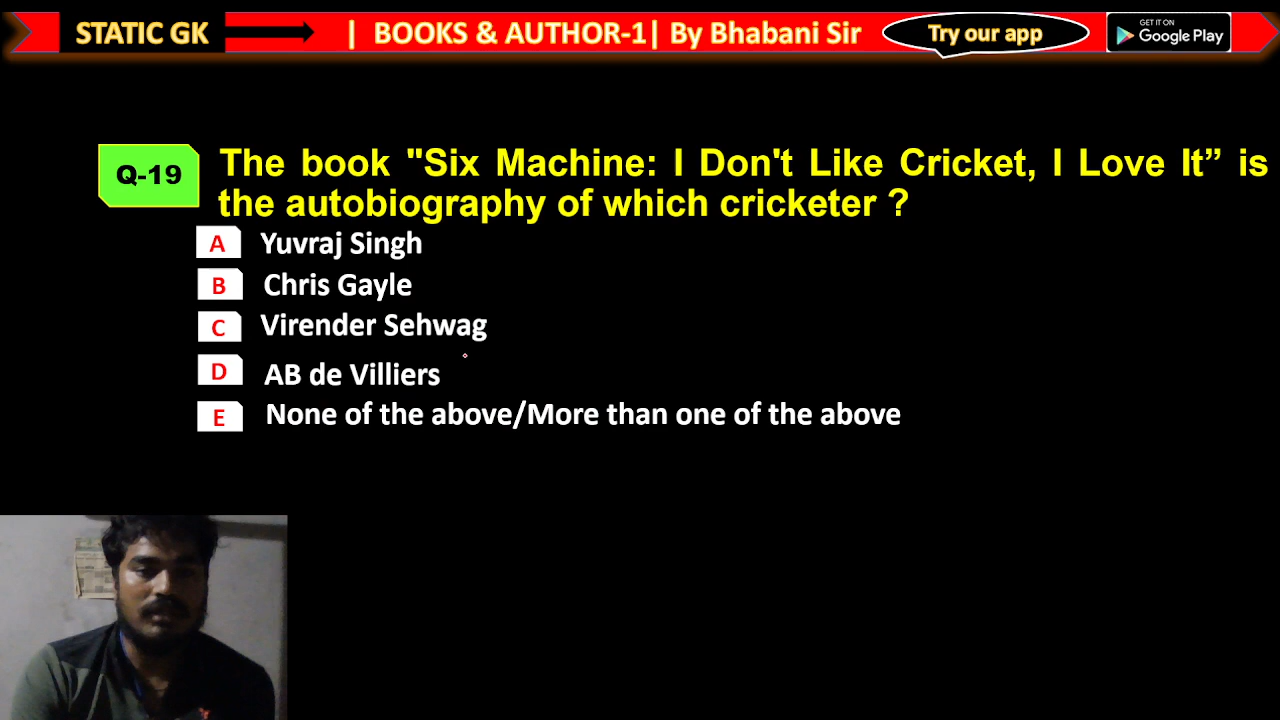 STATIC GK | BOOKS & AUTHOR-1| By Bhabani Sir Try our app GET IT ON Google Play
Q-19 The book "Six Machine: I Don't Like Cricket, I Love It” is
the autobiography of which cricketer ?
A Yuvraj Singh
B Chris Gayle
C Virender Sehwag
D AB de Villiers
E None of the above/More than one of the above